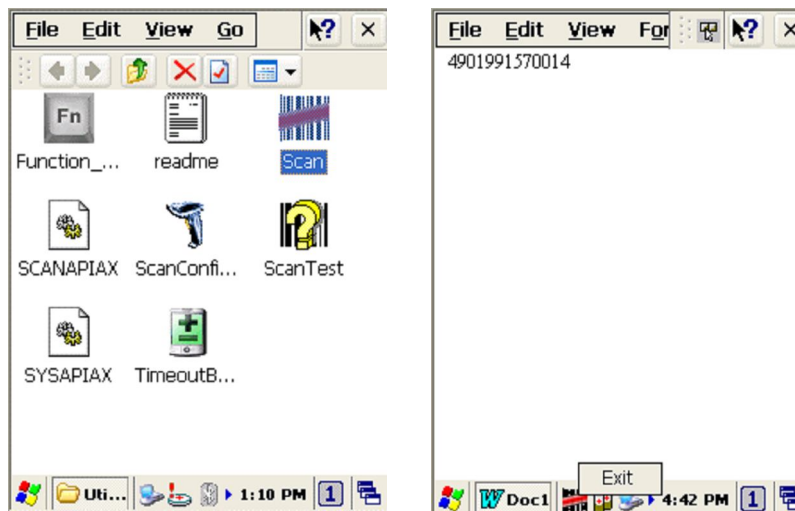 File Edit View Go
Fn
Function_... readme Scan
SCANAPIAX ScanConfi... ScanTest
SYSAPIAX TimeoutB...
Uti... 1:10 PM 1
File Edit View For
4901991570014
Exit
Doc1 4:42 PM 1